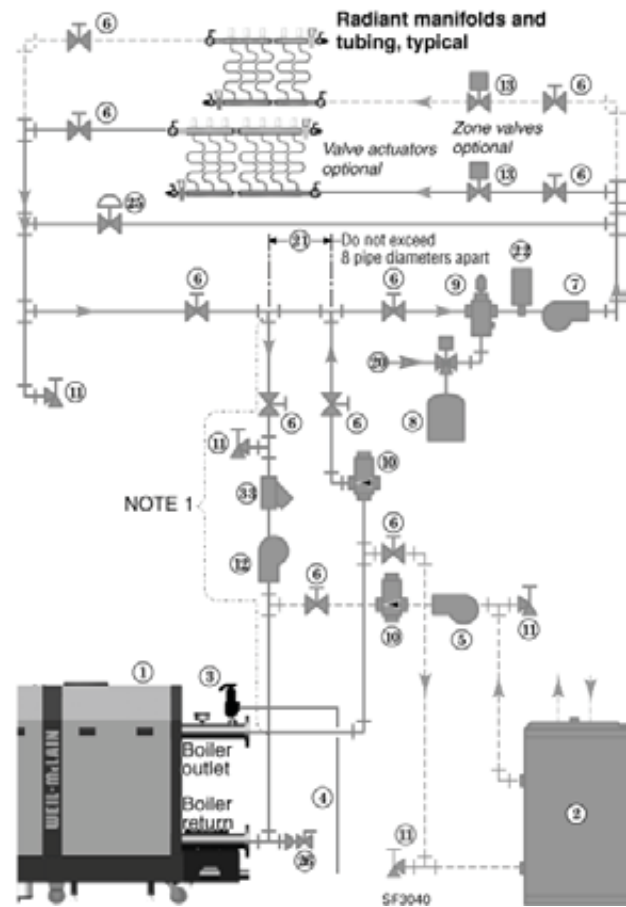 Radiant manifolds and
tubing, typical
6
13
6
6
Valve actuators
optional
Zone valves
optional
13
6
25
21
Do not exceed
8 pipe diameters apart
6
6
9
22
7
20
11
6
6
8
11
10
33
NOTE 1
6
12
6
10
5
11
1
3
WEIL-McLAIN
Boiler
outlet
4
Boiler
return
2
11
26
SF3040